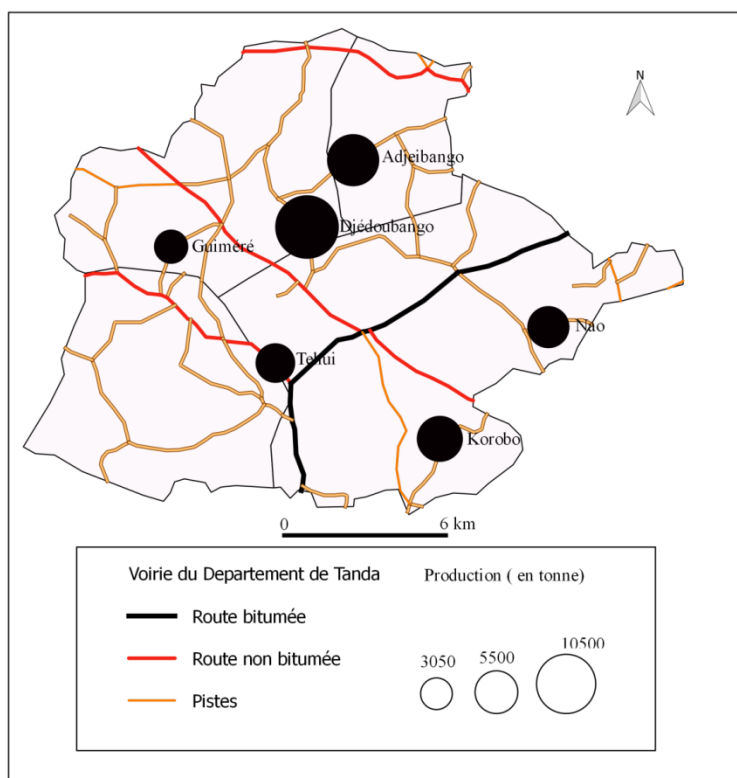 N
Adjeibango
Djédoubango
Guiméré
Nao
Tehui
Korobo
0 6 km
Voirie du Departement de Tanda
Route bitumée
Route non bitumée
Pistes
Production ( en tonne)
3050
5500
10500